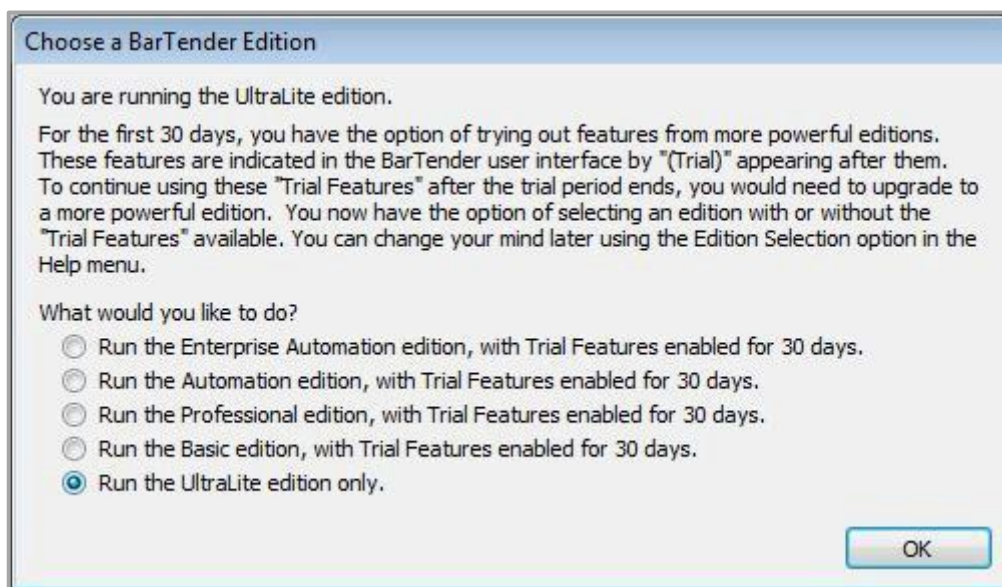 Choose a BarTender Edition
You are running the UltraLite edition.
For the first 30 days, you have the option of trying out features from more powerful editions.
These features are indicated in the BarTender user interface by "(Trial)" appearing after them.
To continue using these "Trial Features" after the trial period ends, you would need to upgrade to
a more powerful edition.  You now have the option of selecting an edition with or without the
"Trial Features" available. You can change your mind later using the Edition Selection option in the
Help menu.
What would you like to do?
Run the Enterprise Automation edition, with Trial Features enabled for 30 days.
Run the Automation edition, with Trial Features enabled for 30 days.
Run the Professional edition, with Trial Features enabled for 30 days.
Run the Basic edition, with Trial Features enabled for 30 days.
Run the UltraLite edition only.
OK